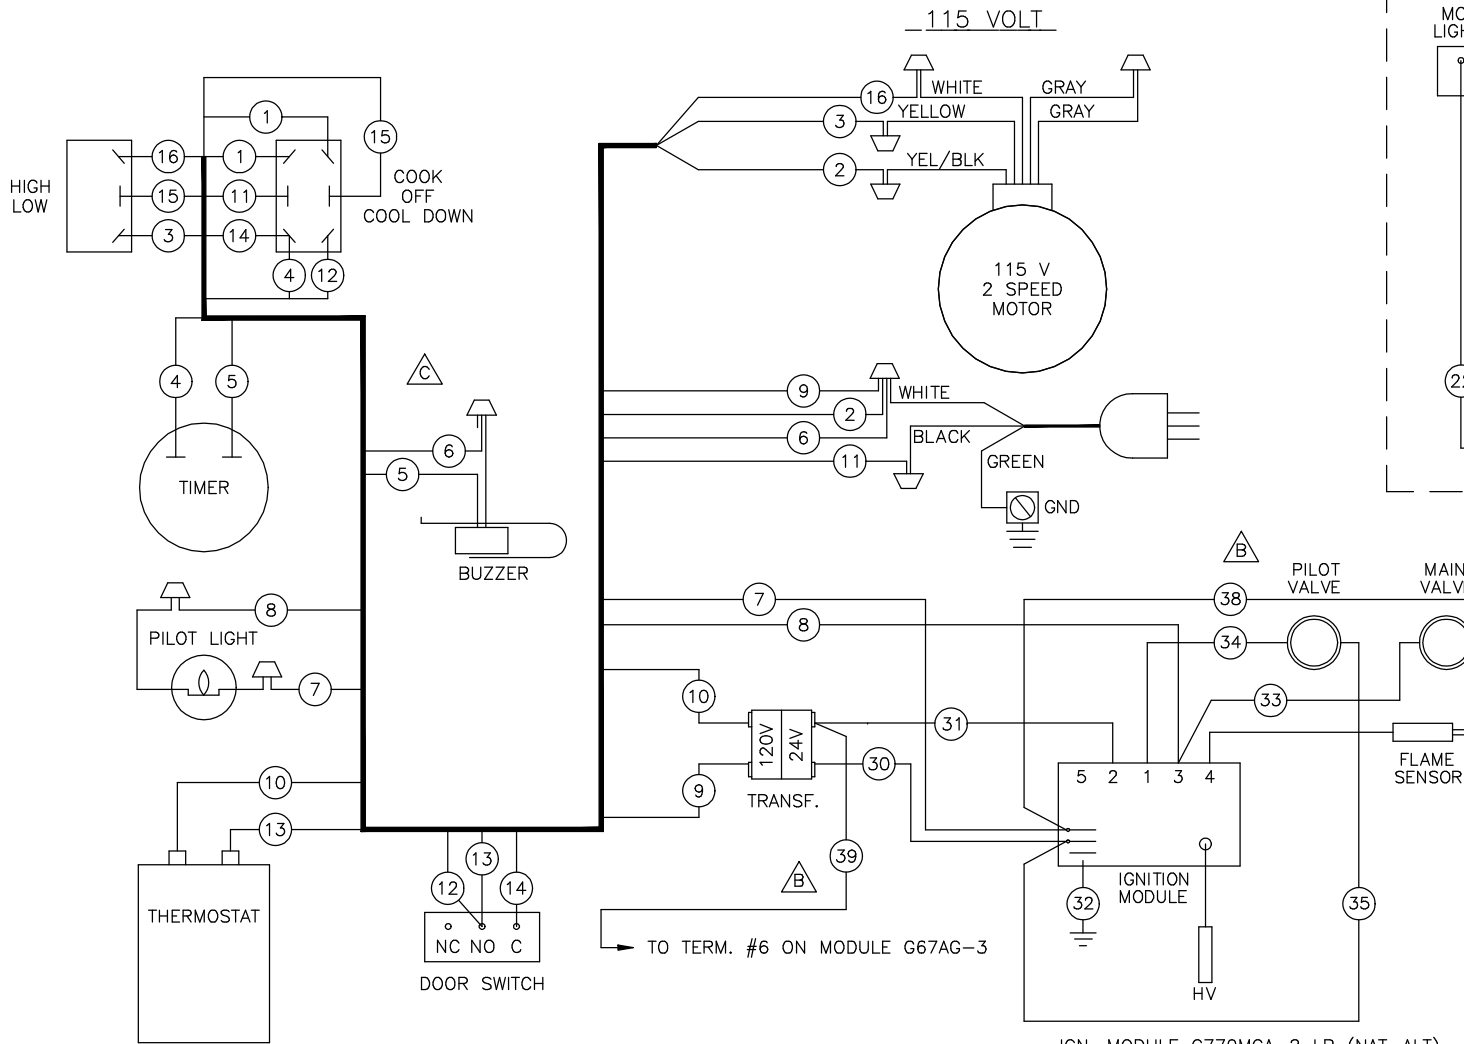 115 VOLT
MO
LIGH
16
WHITE
GRAY
3
YELLOW
GRAY
2
YEL/BLK
1
15
16
1
HIGH
LOW
15
11
COOK
OFF
COOL DOWN
3
14
4
12
115 V
2 SPEED
MOTOR
4
5
C
9
WHITE
2
6
6
BLACK
5
11
GREEN
TIMER
GND
BUZZER
B
PILOT
VALVE
MAIN
VALV
7
38
8
8
34
PILOT LIGHT
7
10
33
31
120V
24V
30
9
TRANSF.
FLAME
SENSOR
5 2 1 3 4
10
13
13
39
12
14
B
IGNITION
MODULE
32
35
THERMOSTAT
NC NO C
TO TERM. #6 ON MODULE G67AG-3
DOOR SWITCH
HV